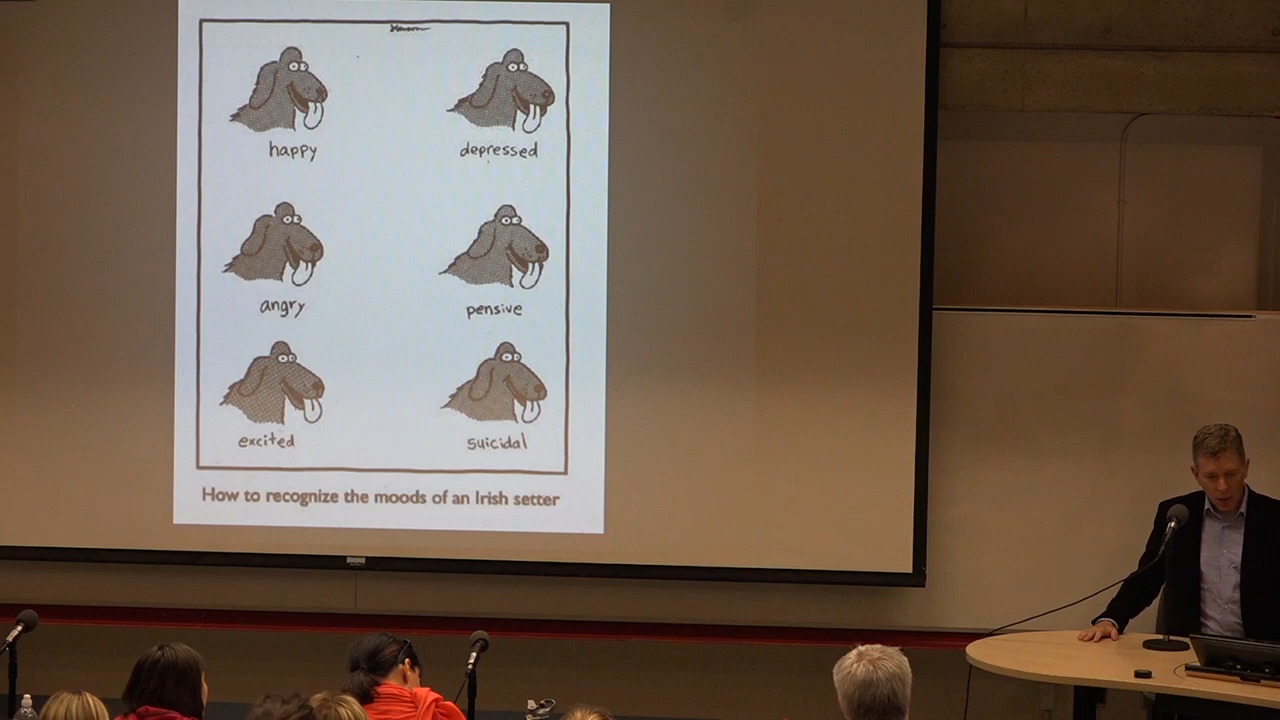 happy depressed
angry pensive
excited suicidal
How to recognize the moods of an Irish setter